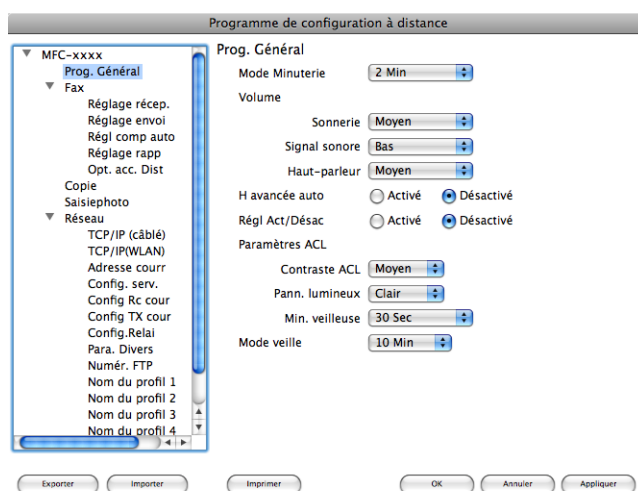 Programme de configuration à distance
MFC-xxxx
Prog. Général
Fax
Réglage récep.
Réglage envoi
Régl comp auto
Réglage rapp
Opt. acc. Dist
Copie
Saisiephoto
Réseau
TCP/IP (câblé)
TCP/IP(WLAN)
Adresse courr
Config. serv.
Config Rc cour
Config TX cour
Config.Relai
Para. Divers
Numér. FTP
Nom du profil 1
Nom du profil 2
Nom du profil 3
Nom du profil 4
Prog. Général
Mode Minuterie 2 Min
Volume
Sonnerie Moyen
Signal sonore Bas
Haut-parleur Moyen
H avancée auto Activé Désactivé
Régl Act/Désac Activé Désactivé
Paramètres ACL
Contraste ACL Moyen
Pann. lumineux Clair
Min. veilleuse 30 Sec
Mode veille 10 Min
Exporter Importer Imprimer OK Annuler Appliquer